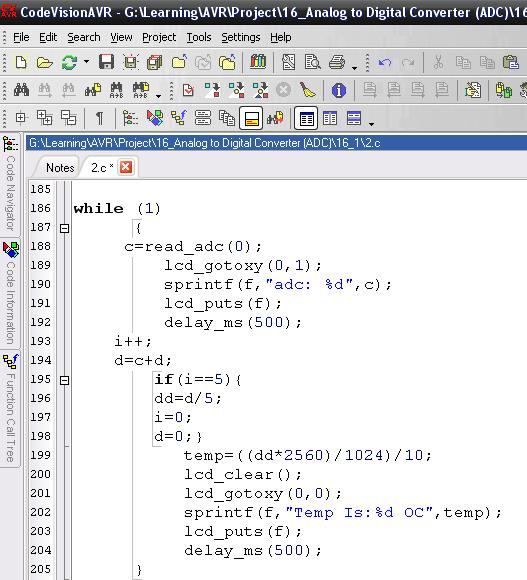 CodeVisionAVR - G:\Learning\AVR\Project\16_Analog to Digital Converter (ADC)\16
File Edit Search View Project Tools Settings Help
G:\Learning\AVR\Project\16_Analog to Digital Converter (ADC)\16_1\2.c
Notes 2.c *
Code Navigator
Code Information
Function Call Tree
185
186 while (1)
187 {
188 c=read_adc(0);
189 lcd_gotoxy(0,1);
190 sprintf(f,"adc: %d",c);
191 lcd_puts(f);
192 delay_ms(500);
193 i++;
194 d=c+d;
195 if(i==5){
196 dd=d/5;
197 i=0;
198 d=0;}
199 temp=((dd*2560)/1024)/10;
200 lcd_clear();
201 lcd_gotoxy(0,0);
202 sprintf(f,"Temp Is:%d OC",temp);
203 lcd_puts(f);
204 delay_ms(500);
205 }